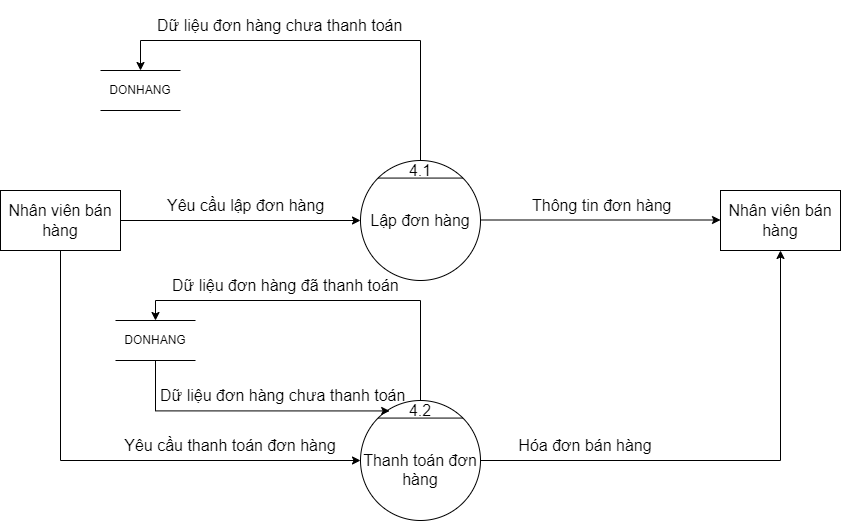 Dữ liệu đơn hàng chưa thanh toán
DONHANG
4.1
Nhân viên bán
hàng
Yêu cầu lập đơn hàng
Lập đơn hàng
Thông tin đơn hàng
Nhân viên bán
hàng
Dữ liệu đơn hàng đã thanh toán
DONHANG
Dữ liệu đơn hàng chưa thanh toán
4.2
Yêu cầu thanh toán đơn hàng
Thanh toán đơn
hàng
Hóa đơn bán hàng